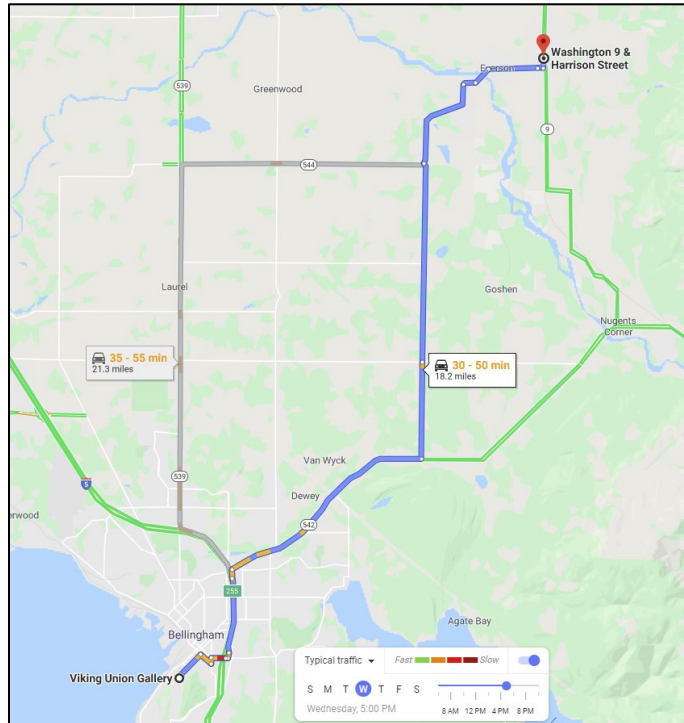 Washington 9 &
Harrison Street
Everson
539
Greenwood
9
544
Laurel
Goshen
Nugents
Corner
35 - 55 min
21.3 miles
30 - 50 min
18.2 miles
Van Wyck
539
5
Dewey
erwood
542
255
Agate Bay
Bellingham
Viking Union Gallery
Typical traffic
Fast
Slow
S M T W T F S
Wednesday, 5:00 PM
8 AM 12 PM 4 PM 8 PM